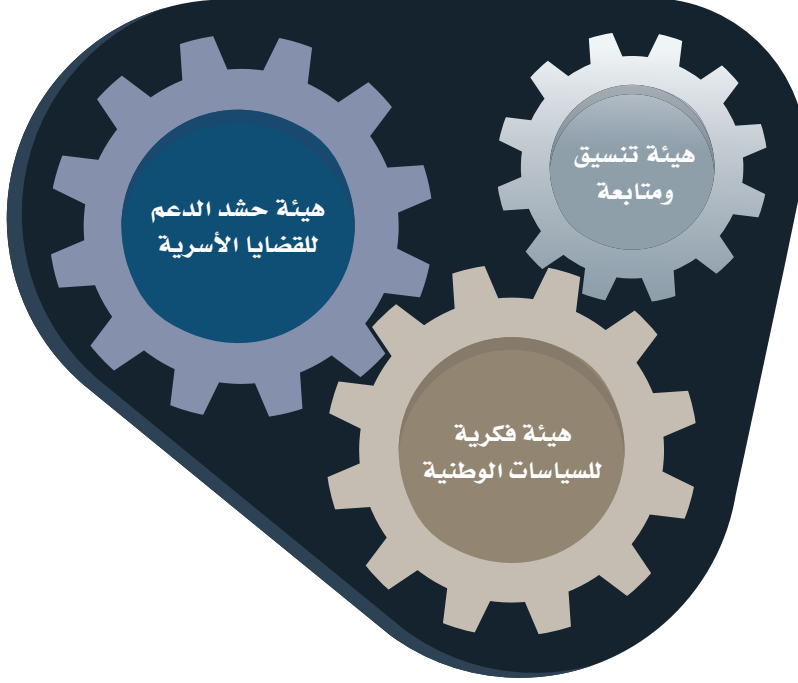 هيئة تنسيق
ومتابعة
هيئة حشد الدعم
للقضايا الأسرية
هيئة فكرية
للسياسات الوطنية